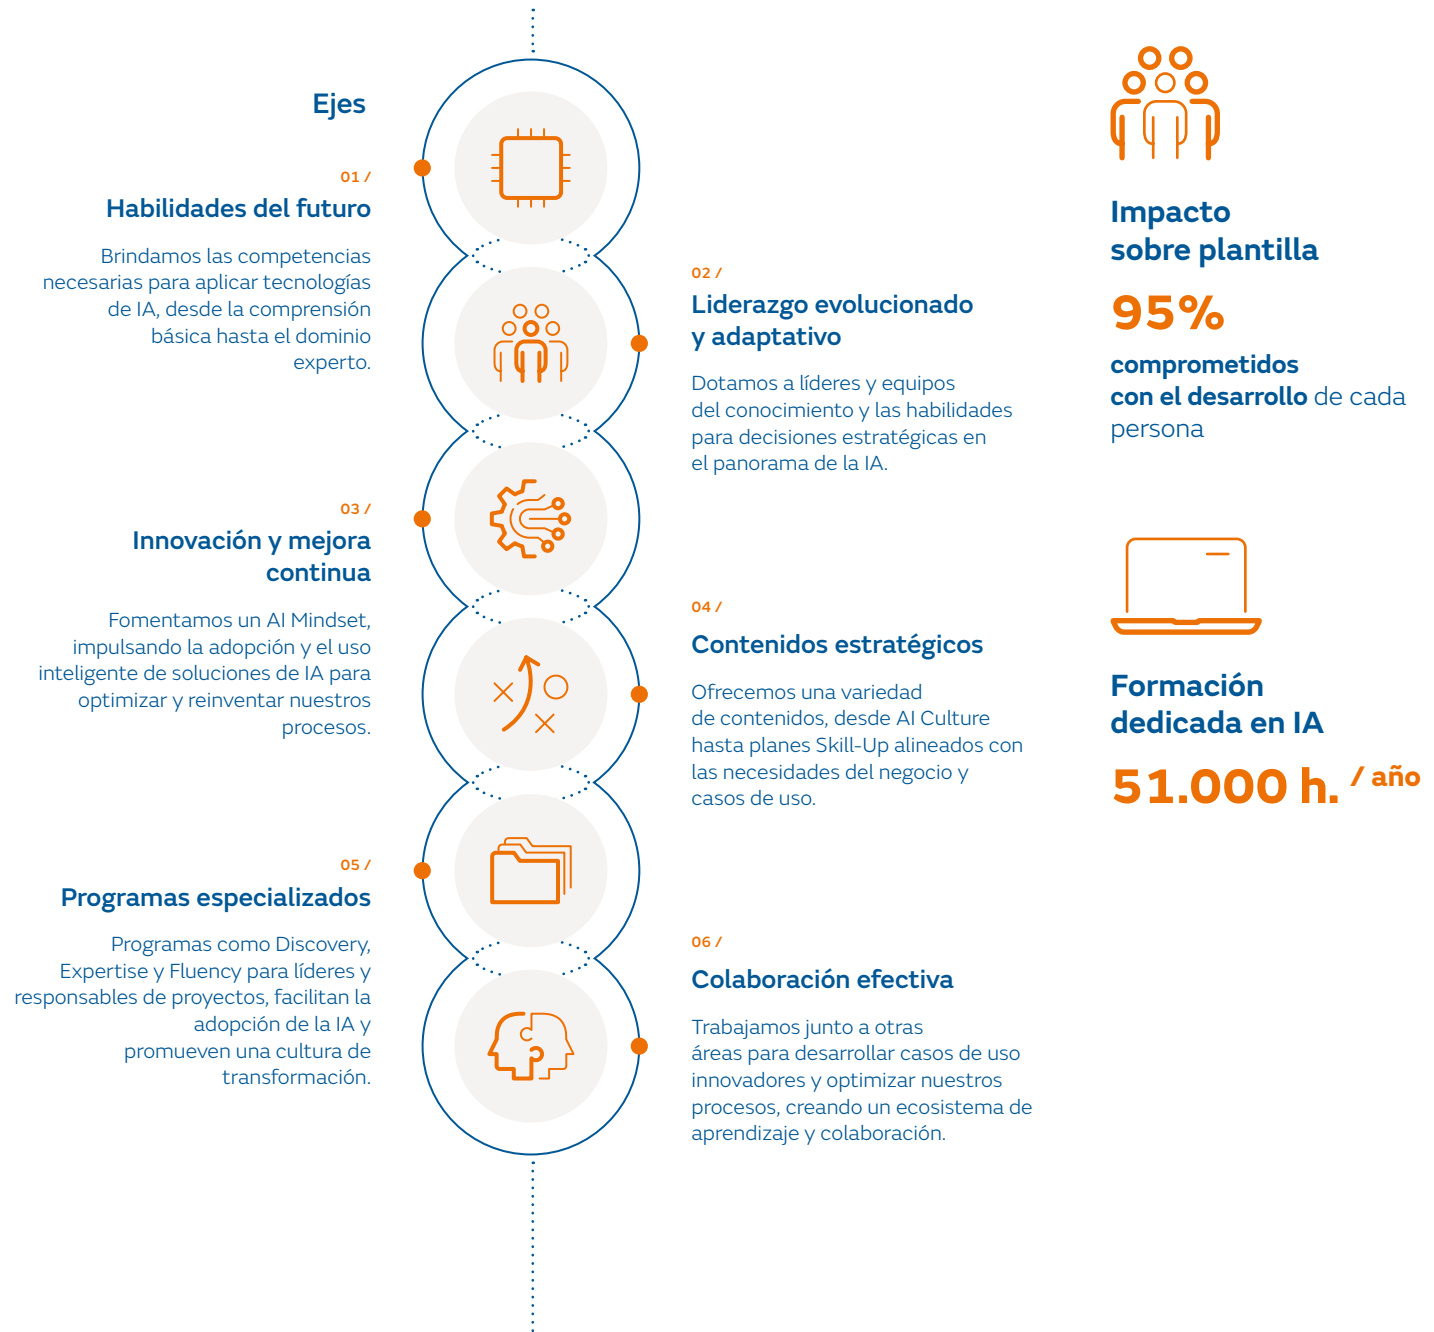 Ejes
01 /
Habilidades del futuro
Brindamos las competencias
necesarias para aplicar tecnologías
de IA, desde la comprensión
básica hasta el dominio
experto.
02 /
Liderazgo evolucionado
y adaptativo
Dotamos a líderes y equipos
del conocimiento y las habilidades
para decisiones estratégicas en
el panorama de la IA.
03 /
Innovación y mejora
continua
Fomentamos un AI Mindset,
impulsando la adopción y el uso
inteligente de soluciones de IA para
optimizar y reinventar nuestros
procesos.
04 /
Contenidos estratégicos
Ofrecemos una variedad
de contenidos, desde AI Culture
hasta planes Skill-Up alineados con
las necesidades del negocio y
casos de uso.
05 /
Programas especializados
Programas como Discovery,
Expertise y Fluency para líderes y
responsables de proyectos, facilitan la
adopción de la IA y
promueven una cultura de
transformación.
06 /
Colaboración efectiva
Trabajamos junto a otras
áreas para desarrollar casos de uso
innovadores y optimizar nuestros
procesos, creando un ecosistema de
aprendizaje y colaboración.
Impacto
sobre plantilla
95%
comprometidos
con el desarrollo de cada
persona
Formación
dedicada en IA
51.000 h. / año